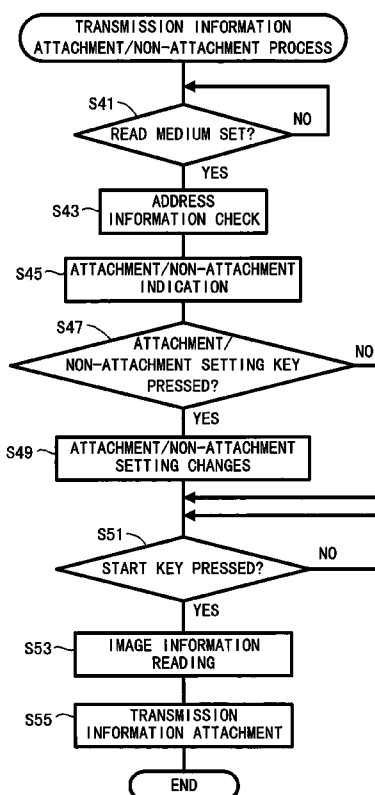 TRANSMISSION INFORMATION
ATTACHMENT/NON-ATTACHMENT PROCESS
S41
READ MEDIUM SET?
NO
YES
S43
ADDRESS
INFORMATION CHECK
S45
ATTACHMENT/NON-ATTACHMENT
INDICATION
S47
ATTACHMENT/
NON-ATTACHMENT SETTING KEY
PRESSED?
NO
YES
S49
ATTACHMENT/NON-ATTACHMENT
SETTING CHANGES
S51
START KEY PRESSED?
NO
YES
S53
IMAGE INFORMATION
READING
S55
TRANSMISSION
INFORMATION ATTACHMENT
END